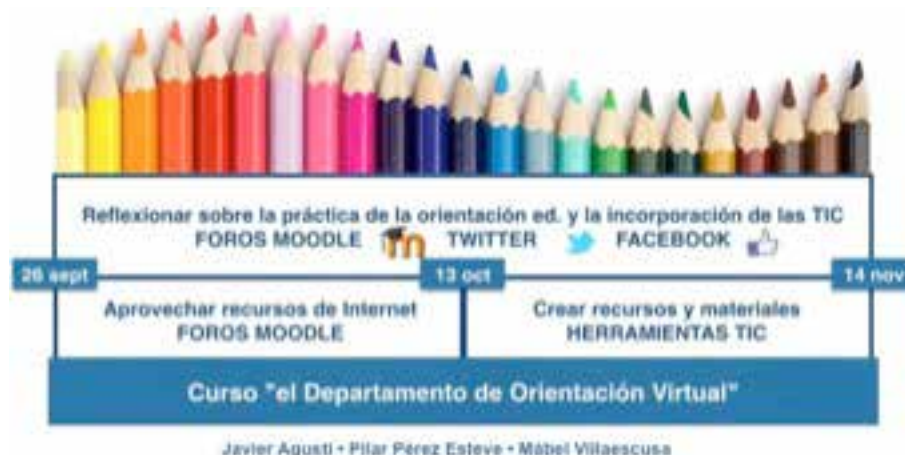 Reflexionar sobre la práctica de la orientación ed. y la incorporación de las TIC
FOROS MOODLE TWITTER FACEBOOK
26 sept 13 oct 14 nov
Aprovechar recursos de Internet
FOROS MOODLE
Crear recursos y materiales
HERRAMIENTAS TIC
Curso "el Departamento de Orientación Virtual"
Javier Agustí • Pilar Pérez Esteve • Mábel Villaescusa